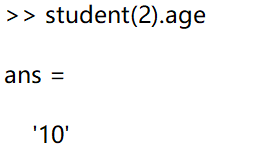 >> student(2).age
ans =
'10'